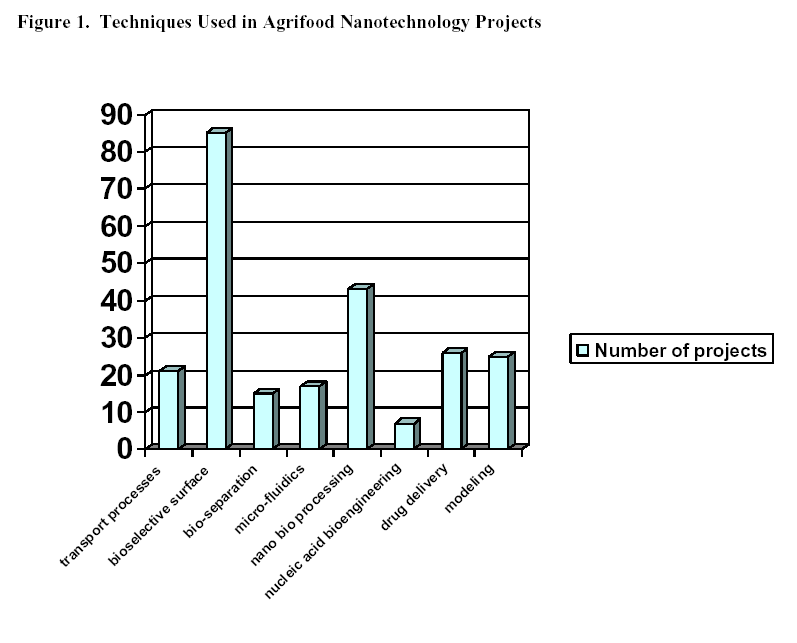 Figure 1.  Techniques Used in Agrifood Nanotechnology Projects
90
80
70
60
50
40
30
20
10
0
transport processes
bioselective surface
bio-separation
micro-fluidics
nano bio processing
nucleic acid bioengineering
drug delivery
modeling
Number of projects